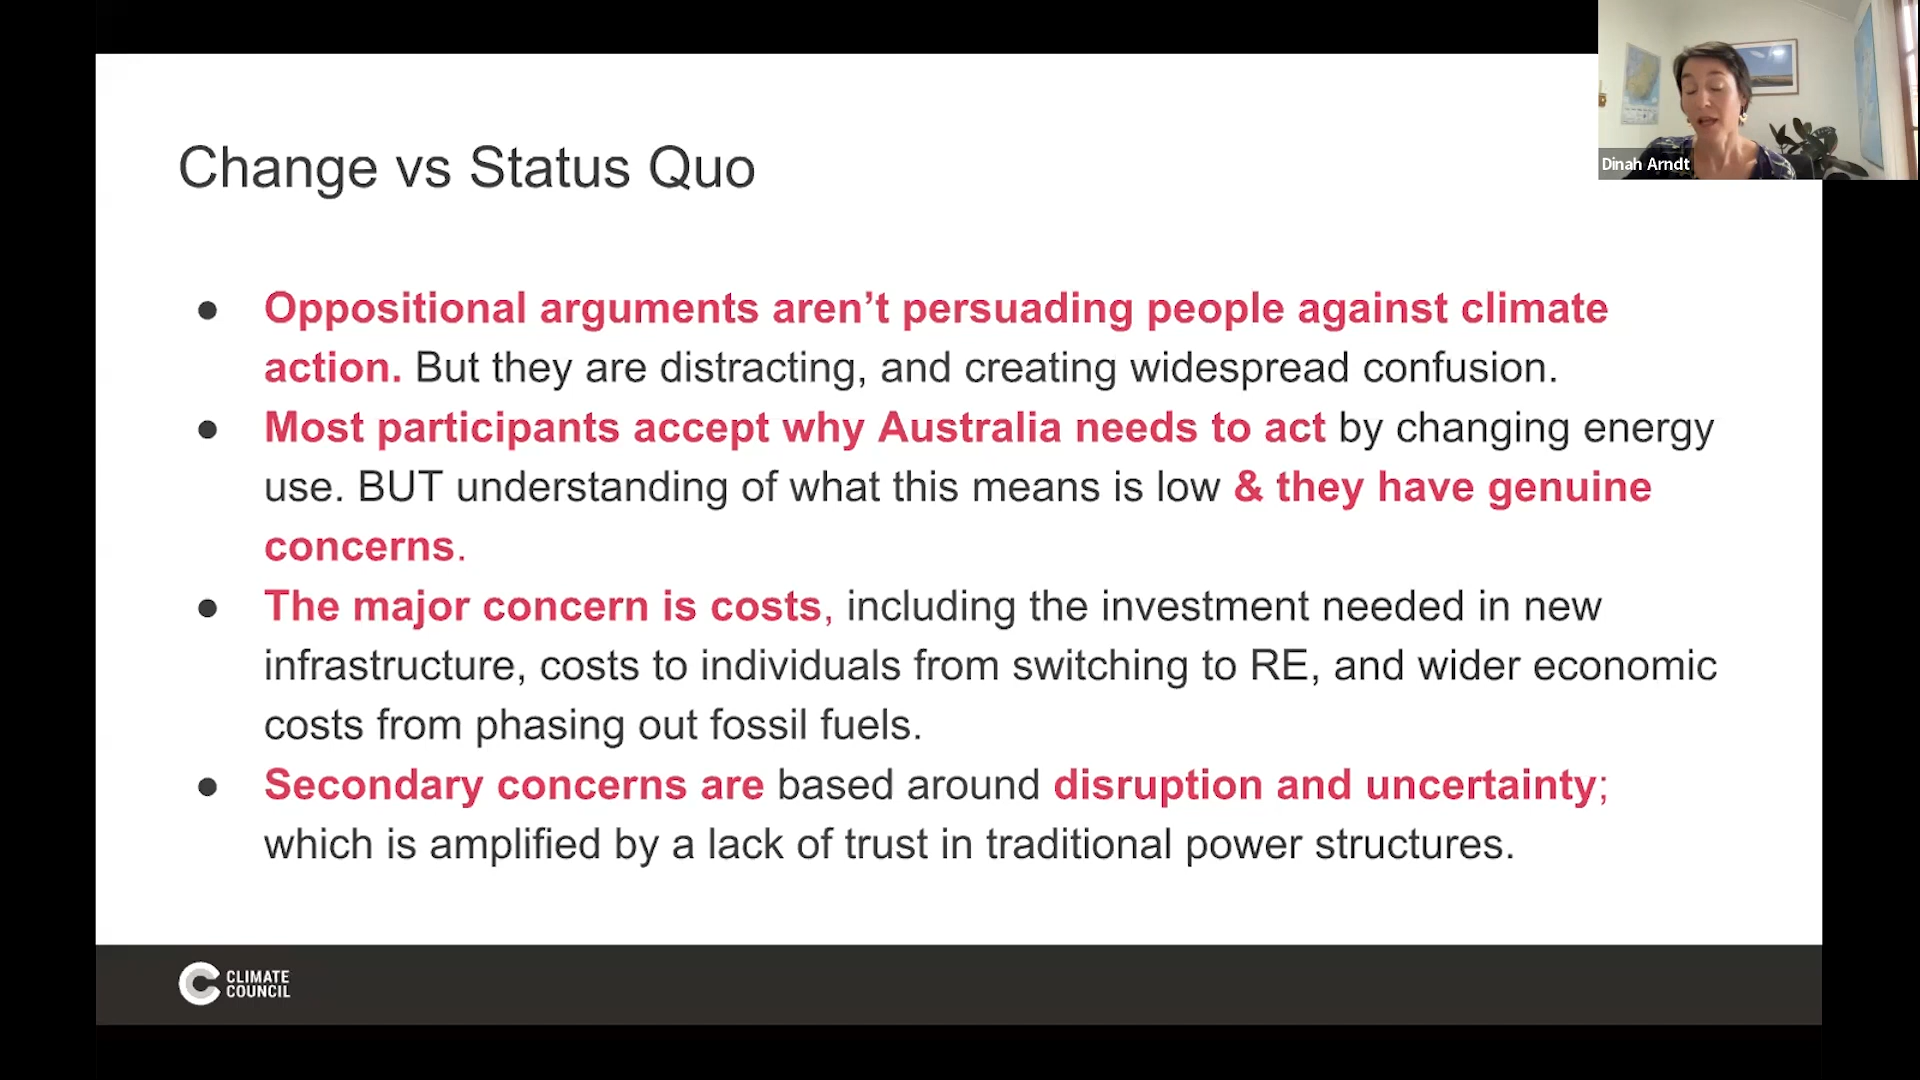 Dinah Arndt
Change vs Status Quo
● Oppositional arguments aren’t persuading people against climate
action. But they are distracting, and creating widespread confusion.
● Most participants accept why Australia needs to act by changing energy
use. BUT understanding of what this means is low & they have genuine
concerns.
● The major concern is costs, including the investment needed in new
infrastructure, costs to individuals from switching to RE, and wider economic
costs from phasing out fossil fuels.
● Secondary concerns are based around disruption and uncertainty;
which is amplified by a lack of trust in traditional power structures.
CLIMATE
COUNCIL